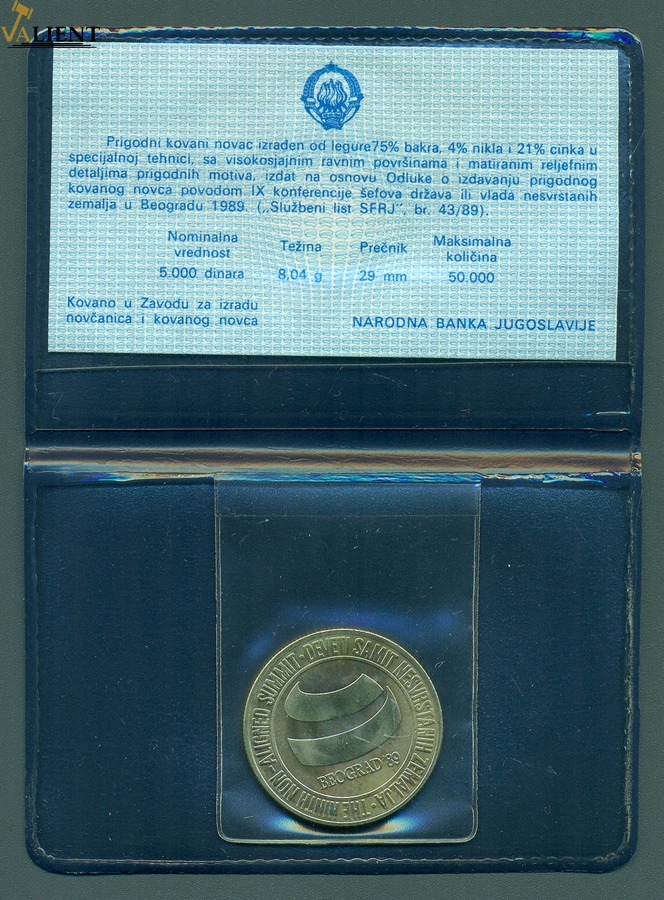 VALIENT
Prigodni kovani novac izrađen od legure75% bakra, 4% nikla i 21% cinka u
specijalnoj tehnici, sa visokosjajnim ravnim površinama i matiranim reljefnim
detaljima prigodnih motiva, izdat na osnovu Odluke o izdavanju prigodnog
kovanog novca povodom IX konferencije šefova država ili vlada nesvrstanih
zemalja u Beogradu 1989. („Službeni list SFRJ“, br. 43/89).
Nominalna
vrednost
5.000 dinara
Težina
8,04 g
Prečnik
29 mm
Maksimalna
količina
50.000
Kovano u Zavodu za izradu
novčanica i kovanog novca
NARODNA BANKA JUGOSLAVIJE
THE NINTH NON-ALIGNED SUMMIT · DEVETI SAMIT NESVRSTANIH ZEMALJA ·
BEOGRAD '89